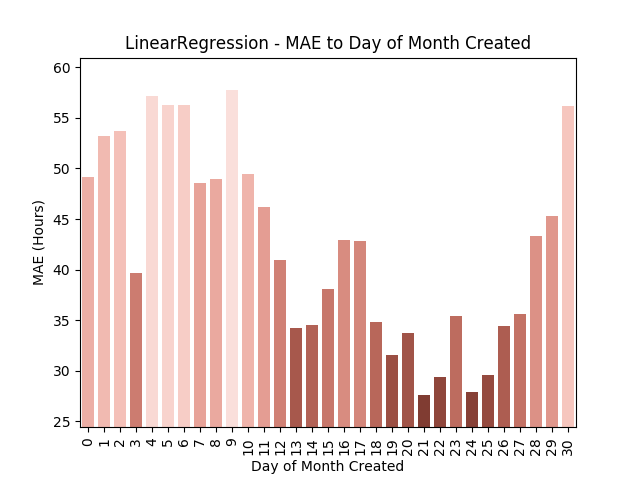 LinearRegression - MAE to Day of Month Created
60
55
50
45
40
35
30
25
MAE (Hours)
0 1 2 3 4 5 6 7 8 9 10 11 12 13 14 15 16 17 18 19 20 21 22 23 24 25 26 27 28 29 30
Day of Month Created